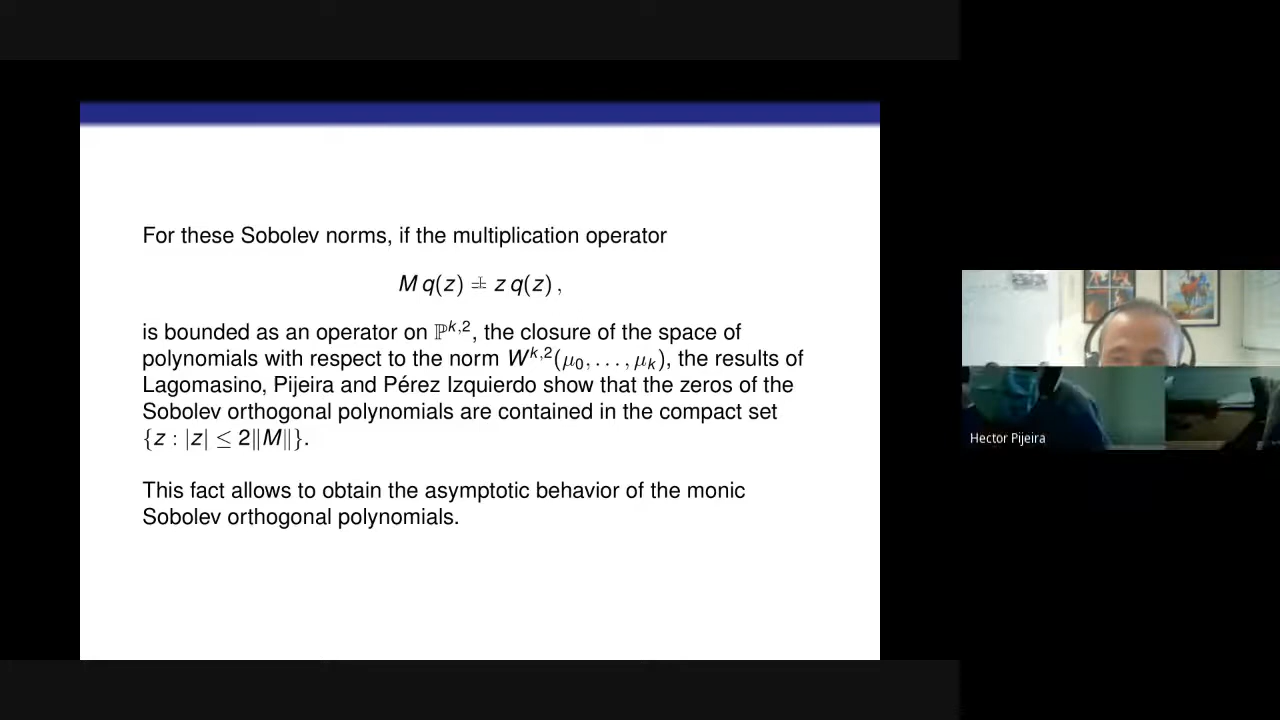 For these Sobolev norms, if the multiplication operator
M q(z) = z q(z) ,
is bounded as an operator on ℙ^{k,2}, the closure of the space of
polynomials with respect to the norm W^{k,2}(μ_0, . . . , μ_k), the results of
Lagomasino, Pijeira and Pérez Izquierdo show that the zeros of the
Sobolev orthogonal polynomials are contained in the compact set
{z : |z| ≤ 2‖M‖}.
This fact allows to obtain the asymptotic behavior of the monic
Sobolev orthogonal polynomials.
Hector Pijeira